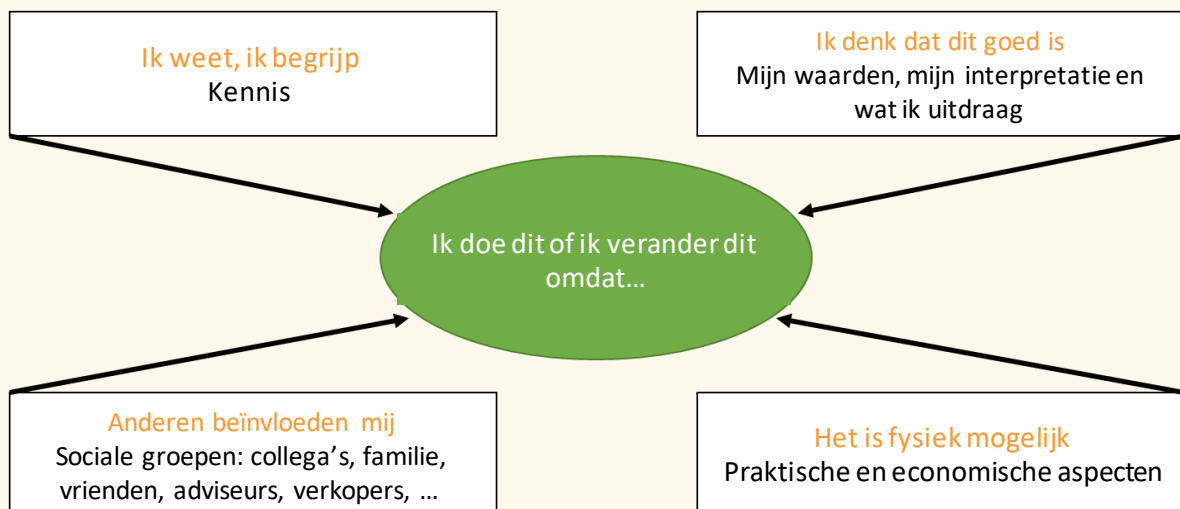 Ik weet, ik begrijp
Kennis
Ik denk dat dit goed is
Mijn waarden, mijn interpretatie en
wat ik uitdraag
Ik doe dit of ik verander dit
omdat…
Anderen beïnvloeden mij
Sociale groepen: collega’s, familie,
vrienden, adviseurs, verkopers, …
Het is fysiek mogelijk
Praktische en economische aspecten